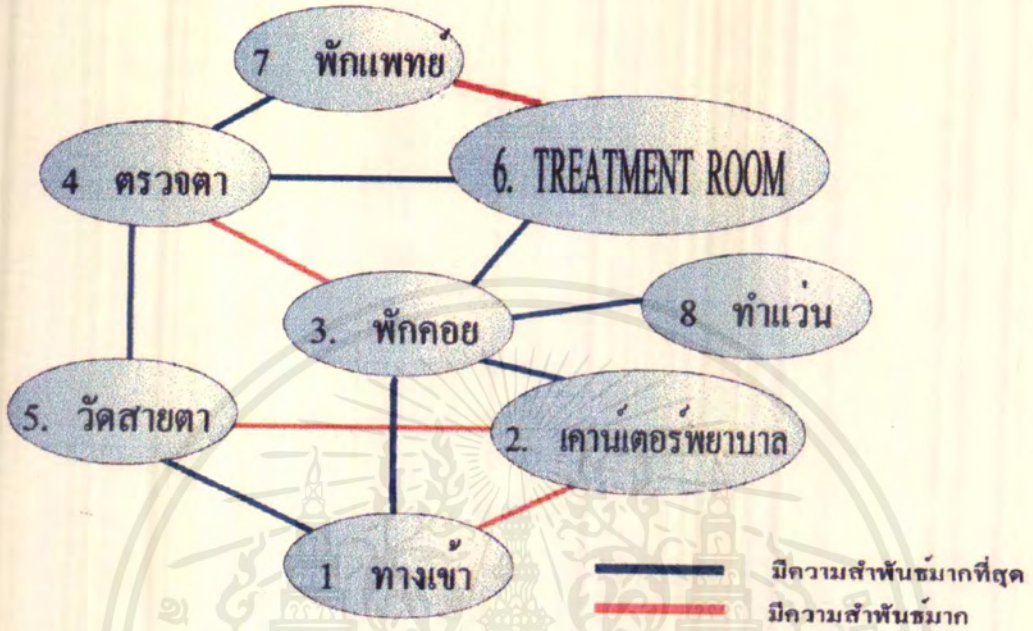 7 พักแพทย์
4 ตรวจตา
6. TREATMENT ROOM
3. พักคอย
8 ทำแว่น
5. วัดสายตา
2. เคาน์เตอร์พยาบาล
1 ทางเข้า
มีความสำพันธ์มากที่สุด
มีความสำพันธ์มาก